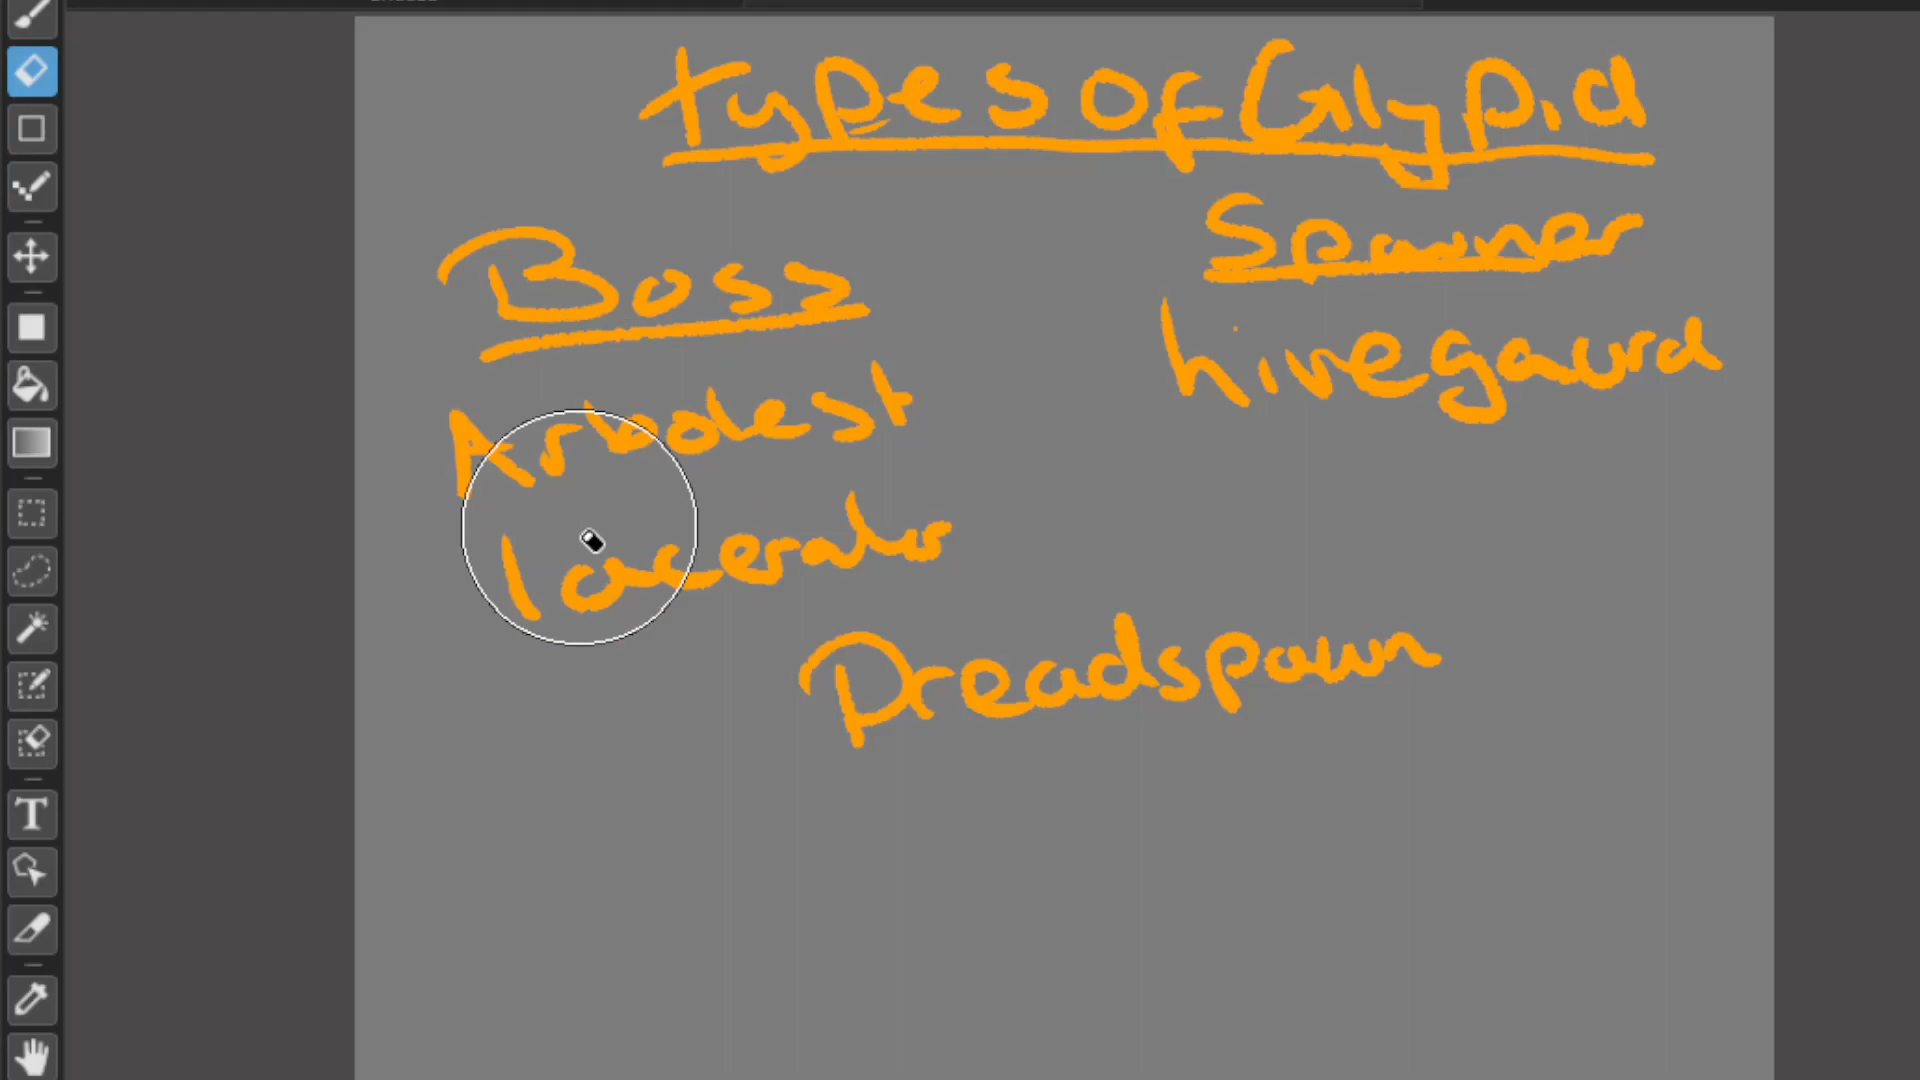 types of Glypid
Boss
Spawner
Arbolest
hivegaurd
lacerator
Dreadspawn
T